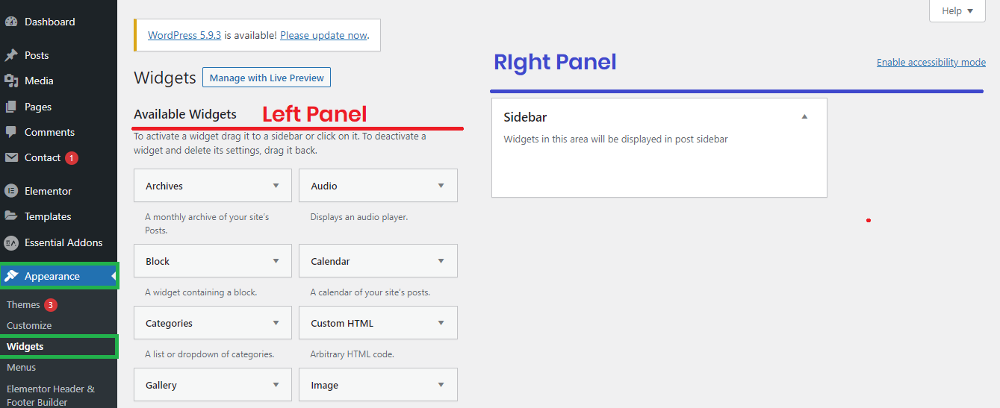 Dashboard
Posts
Media
Pages
Comments
Contact 1
Elementor
Templates
Essential Addons
Appearance
Themes 3
Customize
Widgets
Menus
Elementor Header &
Footer Builder
Help
WordPress 5.9.3 is available! Please update now.
Widgets Manage with Live Preview
RIght Panel
Enable accessibility mode
Available Widgets Left Panel
To activate a widget drag it to a sidebar or click on it. To deactivate a
widget and delete its settings, drag it back.
Archives
A monthly archive of your site's
Posts.
Audio
Displays an audio player.
Block
A widget containing a block.
Calendar
A calendar of your site's posts.
Categories
A list or dropdown of categories.
Custom HTML
Arbitrary HTML code.
Gallery
Image
Sidebar
Widgets in this area will be displayed in post sidebar